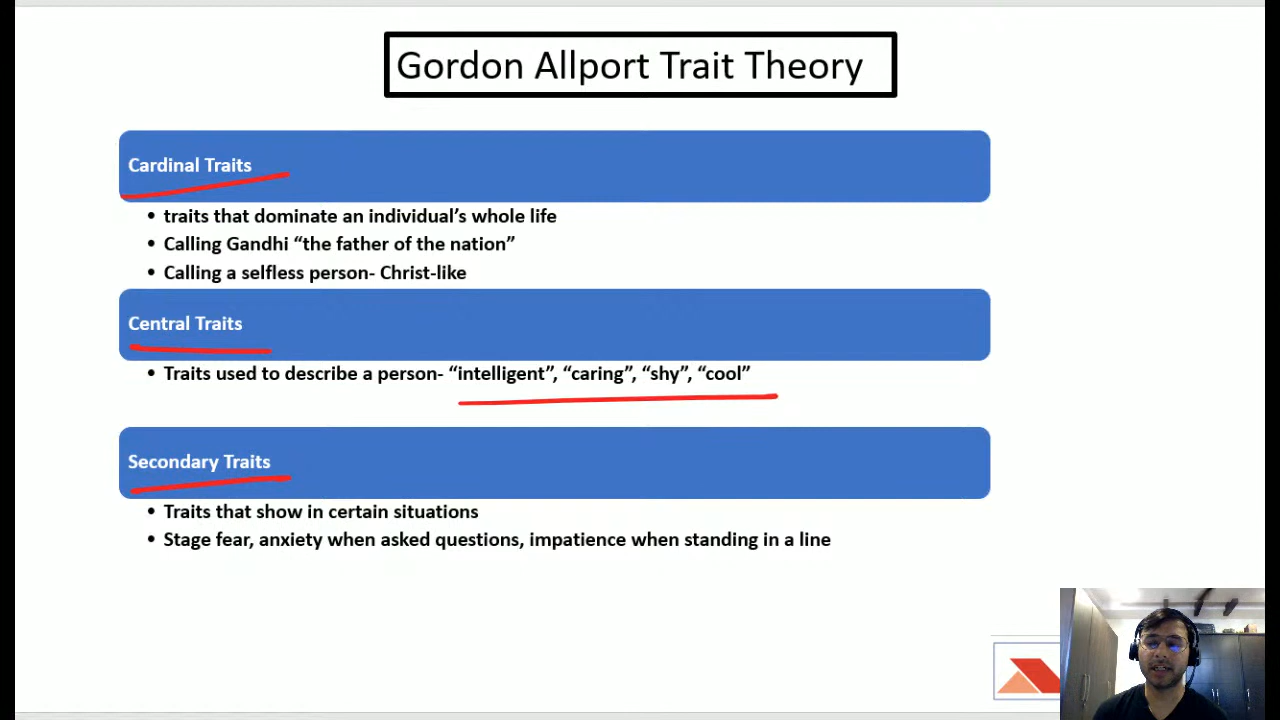 Gordon Allport Trait Theory
Cardinal Traits
• traits that dominate an individual’s whole life
• Calling Gandhi “the father of the nation”
• Calling a selfless person- Christ-like
Central Traits
• Traits used to describe a person- “intelligent”, “caring”, “shy”, “cool”
Secondary Traits
• Traits that show in certain situations
• Stage fear, anxiety when asked questions, impatience when standing in a line